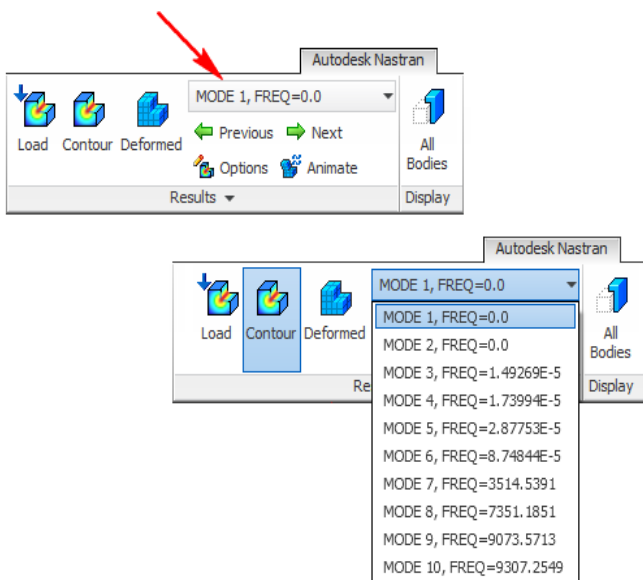 Autodesk Nastran
MODE 1, FREQ=0.0
Load Contour Deformed
Previous Next
Options Animate
All Bodies
Results
Display
Autodesk Nastran
MODE 1, FREQ=0.0
Load Contour Deformed
All Bodies
Re
Display
MODE 1, FREQ=0.0
MODE 2, FREQ=0.0
MODE 3, FREQ=1.49269E-5
MODE 4, FREQ=1.73994E-5
MODE 5, FREQ=2.87753E-5
MODE 6, FREQ=8.74844E-5
MODE 7, FREQ=3514.5391
MODE 8, FREQ=7351.1851
MODE 9, FREQ=9073.5713
MODE 10, FREQ=9307.2549